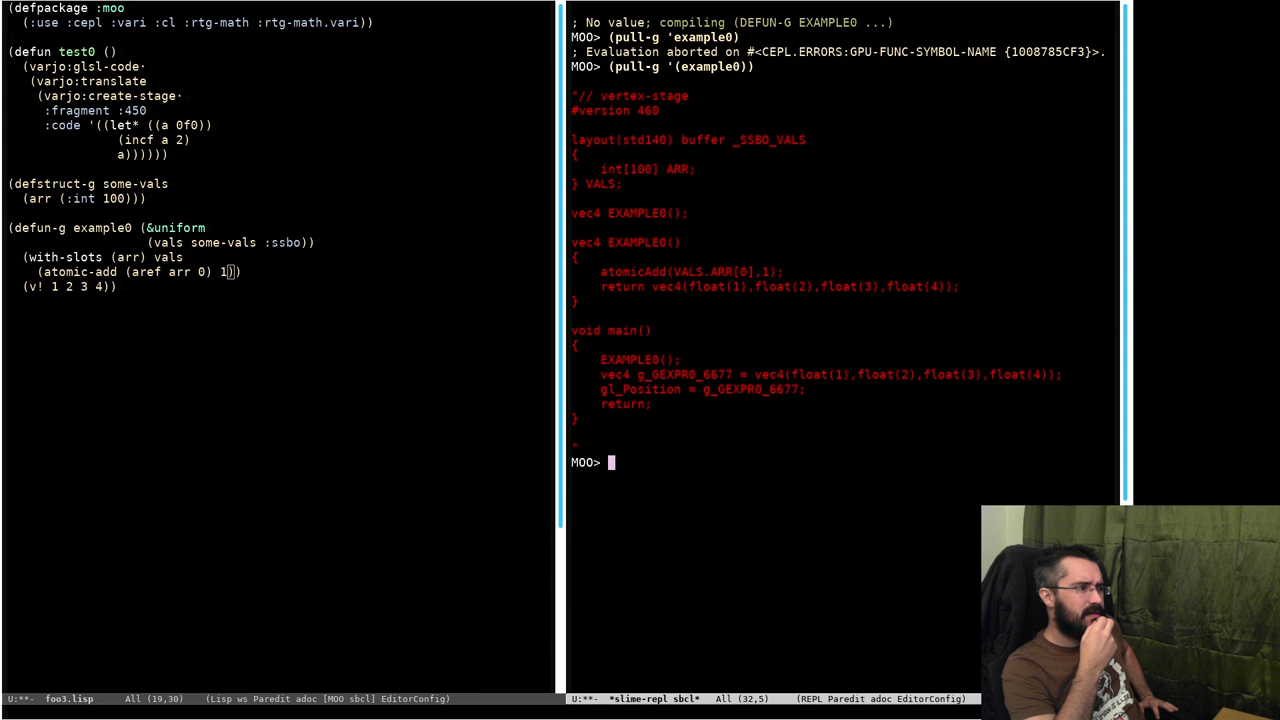 (defpackage :moo
  (:use :cepl :vari :cl :rtg-math :rtg-math.vari))
(defun test0 ()
  (varjo:glsl-code·
   (varjo:translate
    (varjo:create-stage·
     :fragment :450
     :code '((let* ((a 0f0))
               (incf a 2)
               a))))))
(defstruct-g some-vals
  (arr (:int 100)))
(defun-g example0 (&uniform
                   (vals some-vals :ssbo))
  (with-slots (arr) vals
    (atomic-add (aref arr 0) 1))
  (v! 1 2 3 4))
U:**-  foo3.lisp      All (19,30)    (Lisp ws Paredit adoc [MOO sbcl] EditorConfig)
; No value; compiling (DEFUN-G EXAMPLE0 ...)
MOO> (pull-g 'example0)
; Evaluation aborted on #<CEPL.ERRORS:GPU-FUNC-SYMBOL-NAME {1008785CF3}>.
MOO> (pull-g '(example0))
"// vertex-stage
#version 460
layout(std140) buffer _SSBO_VALS
{
    int[100] ARR;
} VALS;
vec4 EXAMPLE0();
vec4 EXAMPLE0()
{
    atomicAdd(VALS.ARR[0],1);
    return vec4(float(1),float(2),float(3),float(4));
}
void main()
{
    EXAMPLE0();
    vec4 g_GEXPR0_6677 = vec4(float(1),float(2),float(3),float(4));
    gl_Position = g_GEXPR0_6677;
    return;
}
"
MOO>
U:**-  *slime-repl sbcl*   All (32,5)     (REPL Paredit adoc EditorConfig)